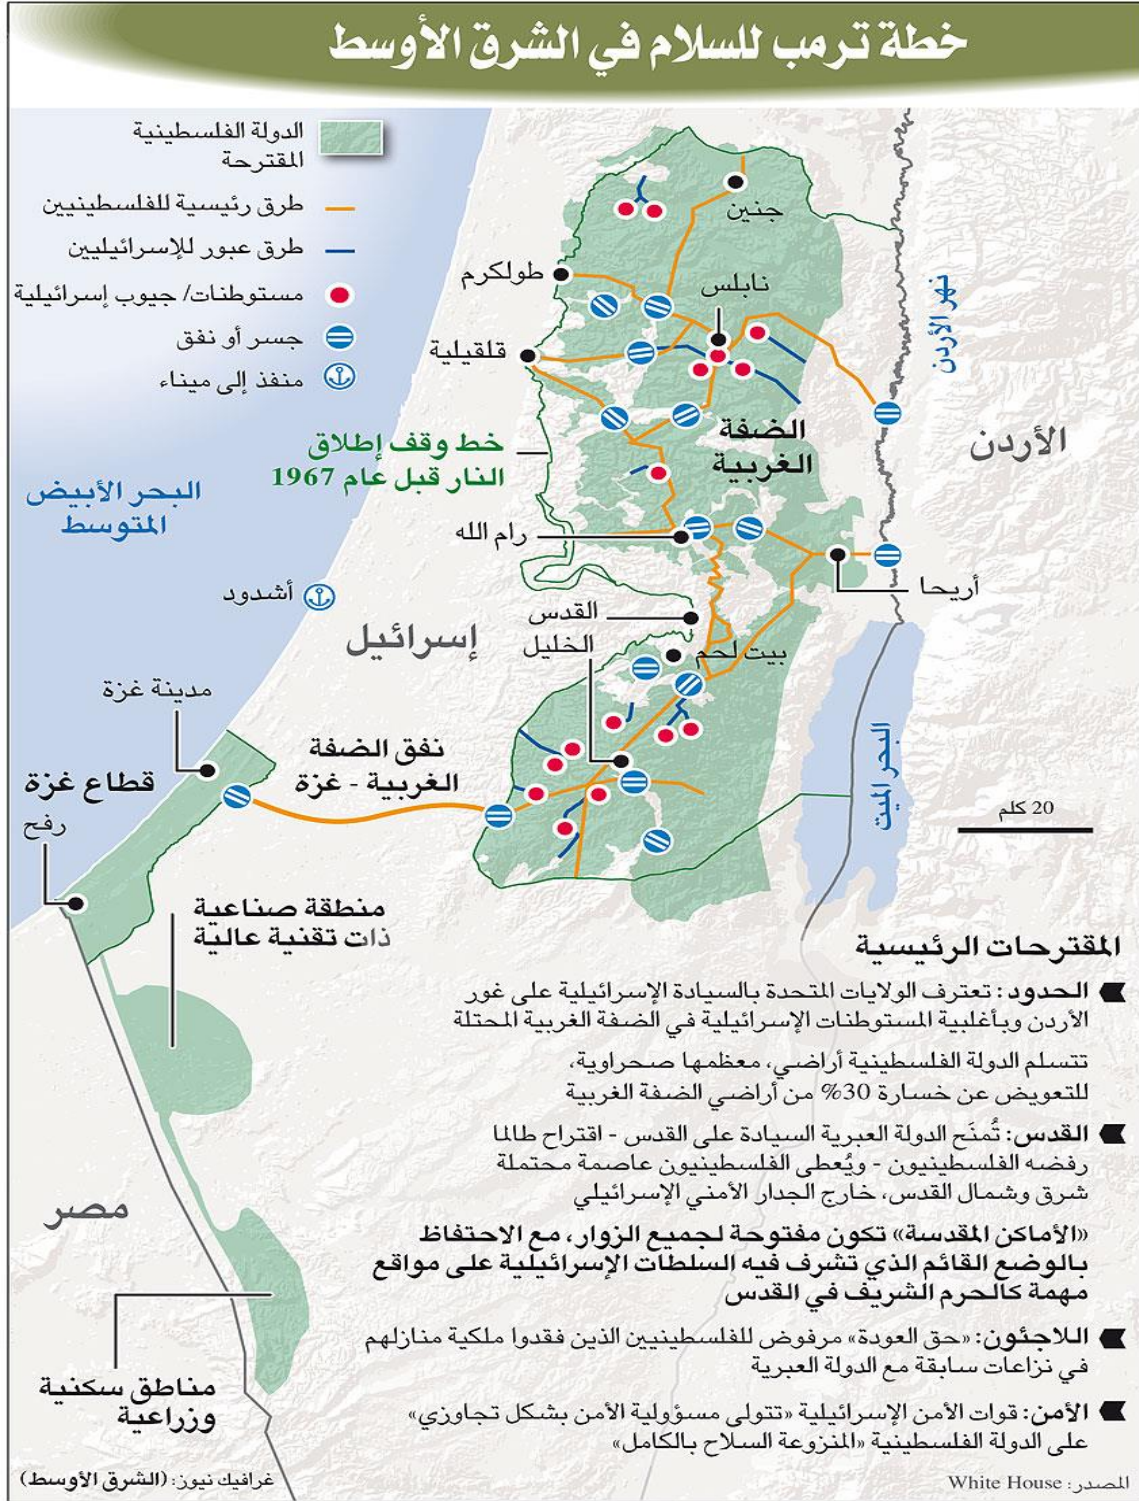 خطة ترمب للسلام في الشرق الأوسط
الدولة الفلسطينية
المقترحة
طرق رئيسية للفلسطينيين
طرق عبور للإسرائيليين
مستوطنات/ جيوب إسرائيلية
جسر أو نفق
منفذ إلى ميناء
جنين
طولكرم
نابلس
نهر الأردن
قلقيلية
الأردن
الضفة
الغربية
خط وقف إطلاق
النار قبل عام 1967
البحر الأبيض
المتوسط
رام الله
أريحا
أشدود
القدس
إسرائيل
الخليل
بيت لحم
مدينة غزة
نفق الضفة
الغربية - غزة
قطاع غزة
البحر الميت
رفح
20 كلم
منطقة صناعية
ذات تقنية عالية
مصر
مناطق سكنية
وزراعية
المقترحات الرئيسية
الحدود: تعترف الولايات المتحدة بالسيادة الإسرائيلية على غور
الأردن وبأغلبية المستوطنات الإسرائيلية في الضفة الغربية المحتلة
تتسلم الدولة الفلسطينية أراضي، معظمها صحراوية،
للتعويض عن خسارة 30% من أراضي الضفة الغربية
القدس: تُمنَح الدولة العبرية السيادة على القدس - اقتراح طالما
رفضه الفلسطينيون - ويُعطى الفلسطينيون عاصمة محتملة
شرق وشمال القدس، خارج الجدار الأمني الإسرائيلي
«الأماكن المقدسة» تكون مفتوحة لجميع الزوار، مع الاحتفاظ
بالوضع القائم الذي تشرف فيه السلطات الإسرائيلية على مواقع
مهمة كالحرم الشريف في القدس
اللاجئون: «حق العودة» مرفوض للفلسطينيين الذين فقدوا ملكية منازلهم
في نزاعات سابقة مع الدولة العبرية
الأمن: قوات الأمن الإسرائيلية «تتولى مسؤولية الأمن بشكل تجاوزي»
على الدولة الفلسطينية «المنزوعة السلاح بالكامل»
المصدر: White House
غرافيك نيوز: (الشرق الأوسط)